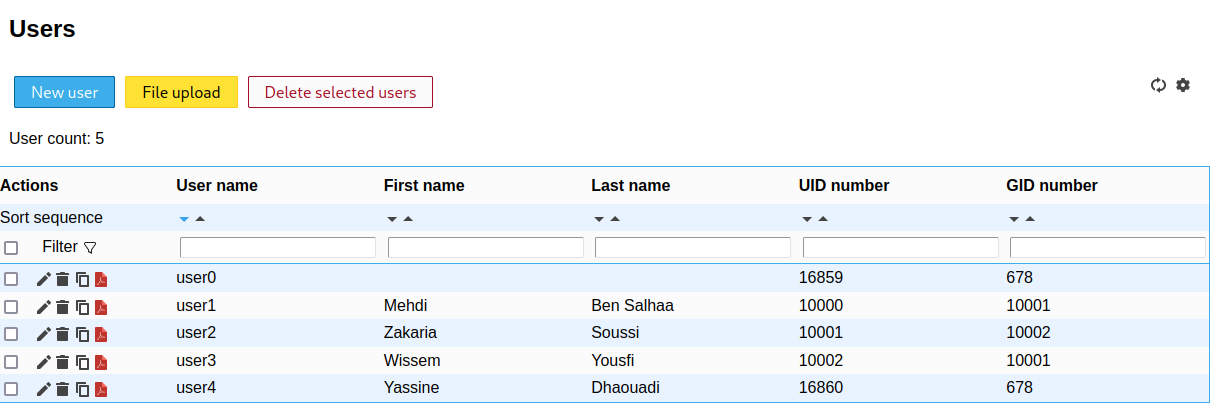 Users
New user File upload Delete selected users
User count: 5
Actions User name First name Last name UID number GID number
Sort sequence
Filter
user0 16859 678
user1 Mehdi Ben Salhaa 10000 10001
user2 Zakaria Soussi 10001 10002
user3 Wissem Yousfi 10002 10001
user4 Yassine Dhaouadi 16860 678